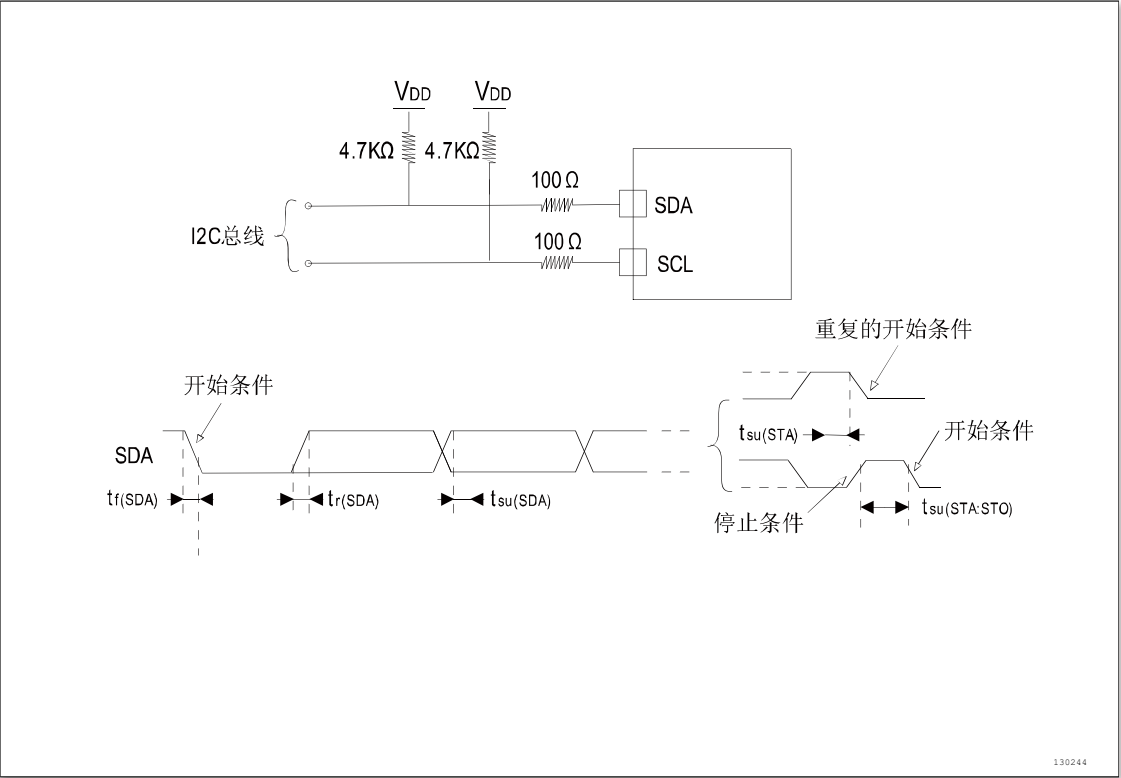 VDD VDD
4.7KΩ 4.7KΩ
100Ω
SDA
I2C总线
100Ω
SCL
重复的开始条件
开始条件
tsu(STA)
开始条件
SDA
tf(SDA) tr(SDA) tsu(SDA)
停止条件
tsu(STA:STO)
130244